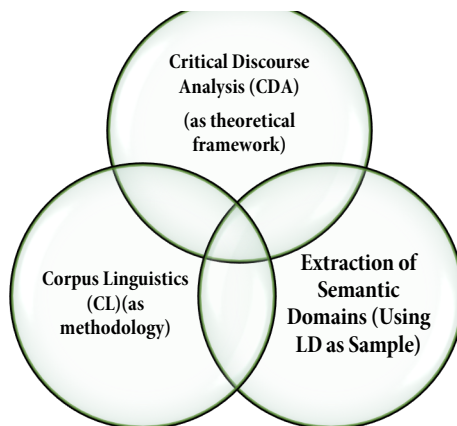 Critical Discourse
Analysis (CDA)
(as theoretical
framework)
Corpus Linguistics
(CL)(as
methodology)
Extraction of
Semantic
Domains (Using
LD as Sample)